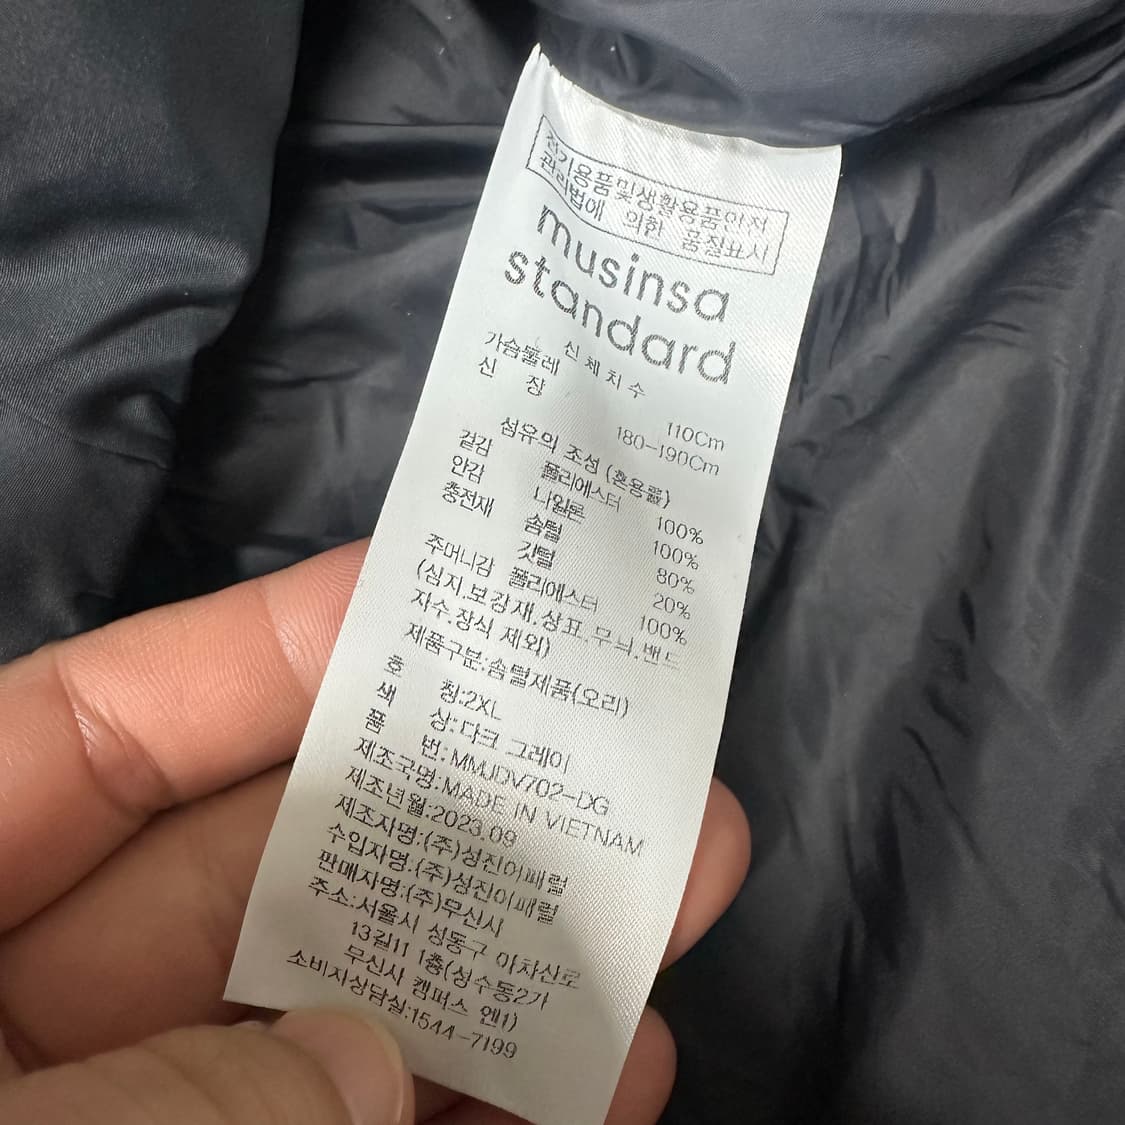 전기용품및생활용품안전
관리법에 의한 품질표시
musinsa
standard
신체치수
가슴둘레 110Cm
신 장 180-190Cm
섬유의 조성(혼용률)
겉감 폴리에스터 100%
안감 나일론 100%
충전재 솜털 80%
깃털 20%
주머니감 폴리에스터 100%
(심지.보강재.상표.무늬.밴드
자수.장식 제외)
제품구분:솜털제품(오리)
호 칭:2XL
색 상:다크 그레이
품 번:MMJDV702-DG
제조국명:MADE IN VIETNAM
제조년월:2023.09
제조자명:(주)성진어패럴
수입자명:(주)성진어패럴
판매자명:(주)무신사
주소:서울시 성동구 아차산로
13길11 1층(성수동2가
무신사 캠퍼스 엔1)
소비자상담실:1544-7199